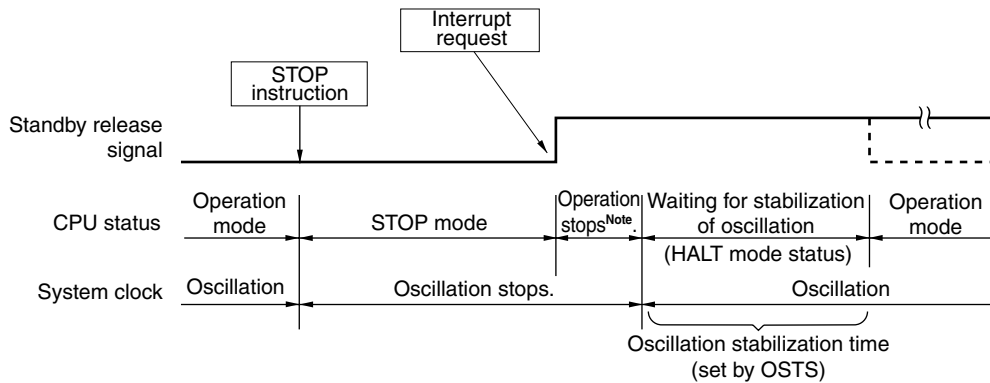 Interrupt
request
STOP
instruction
Standby release
signal
CPU status
Operation
mode
STOP mode
Operation
stopsNote.
Waiting for stabilization
of oscillation
(HALT mode status)
Operation
mode
System clock
Oscillation
Oscillation stops.
Oscillation
Oscillation stabilization time
(set by OSTS)